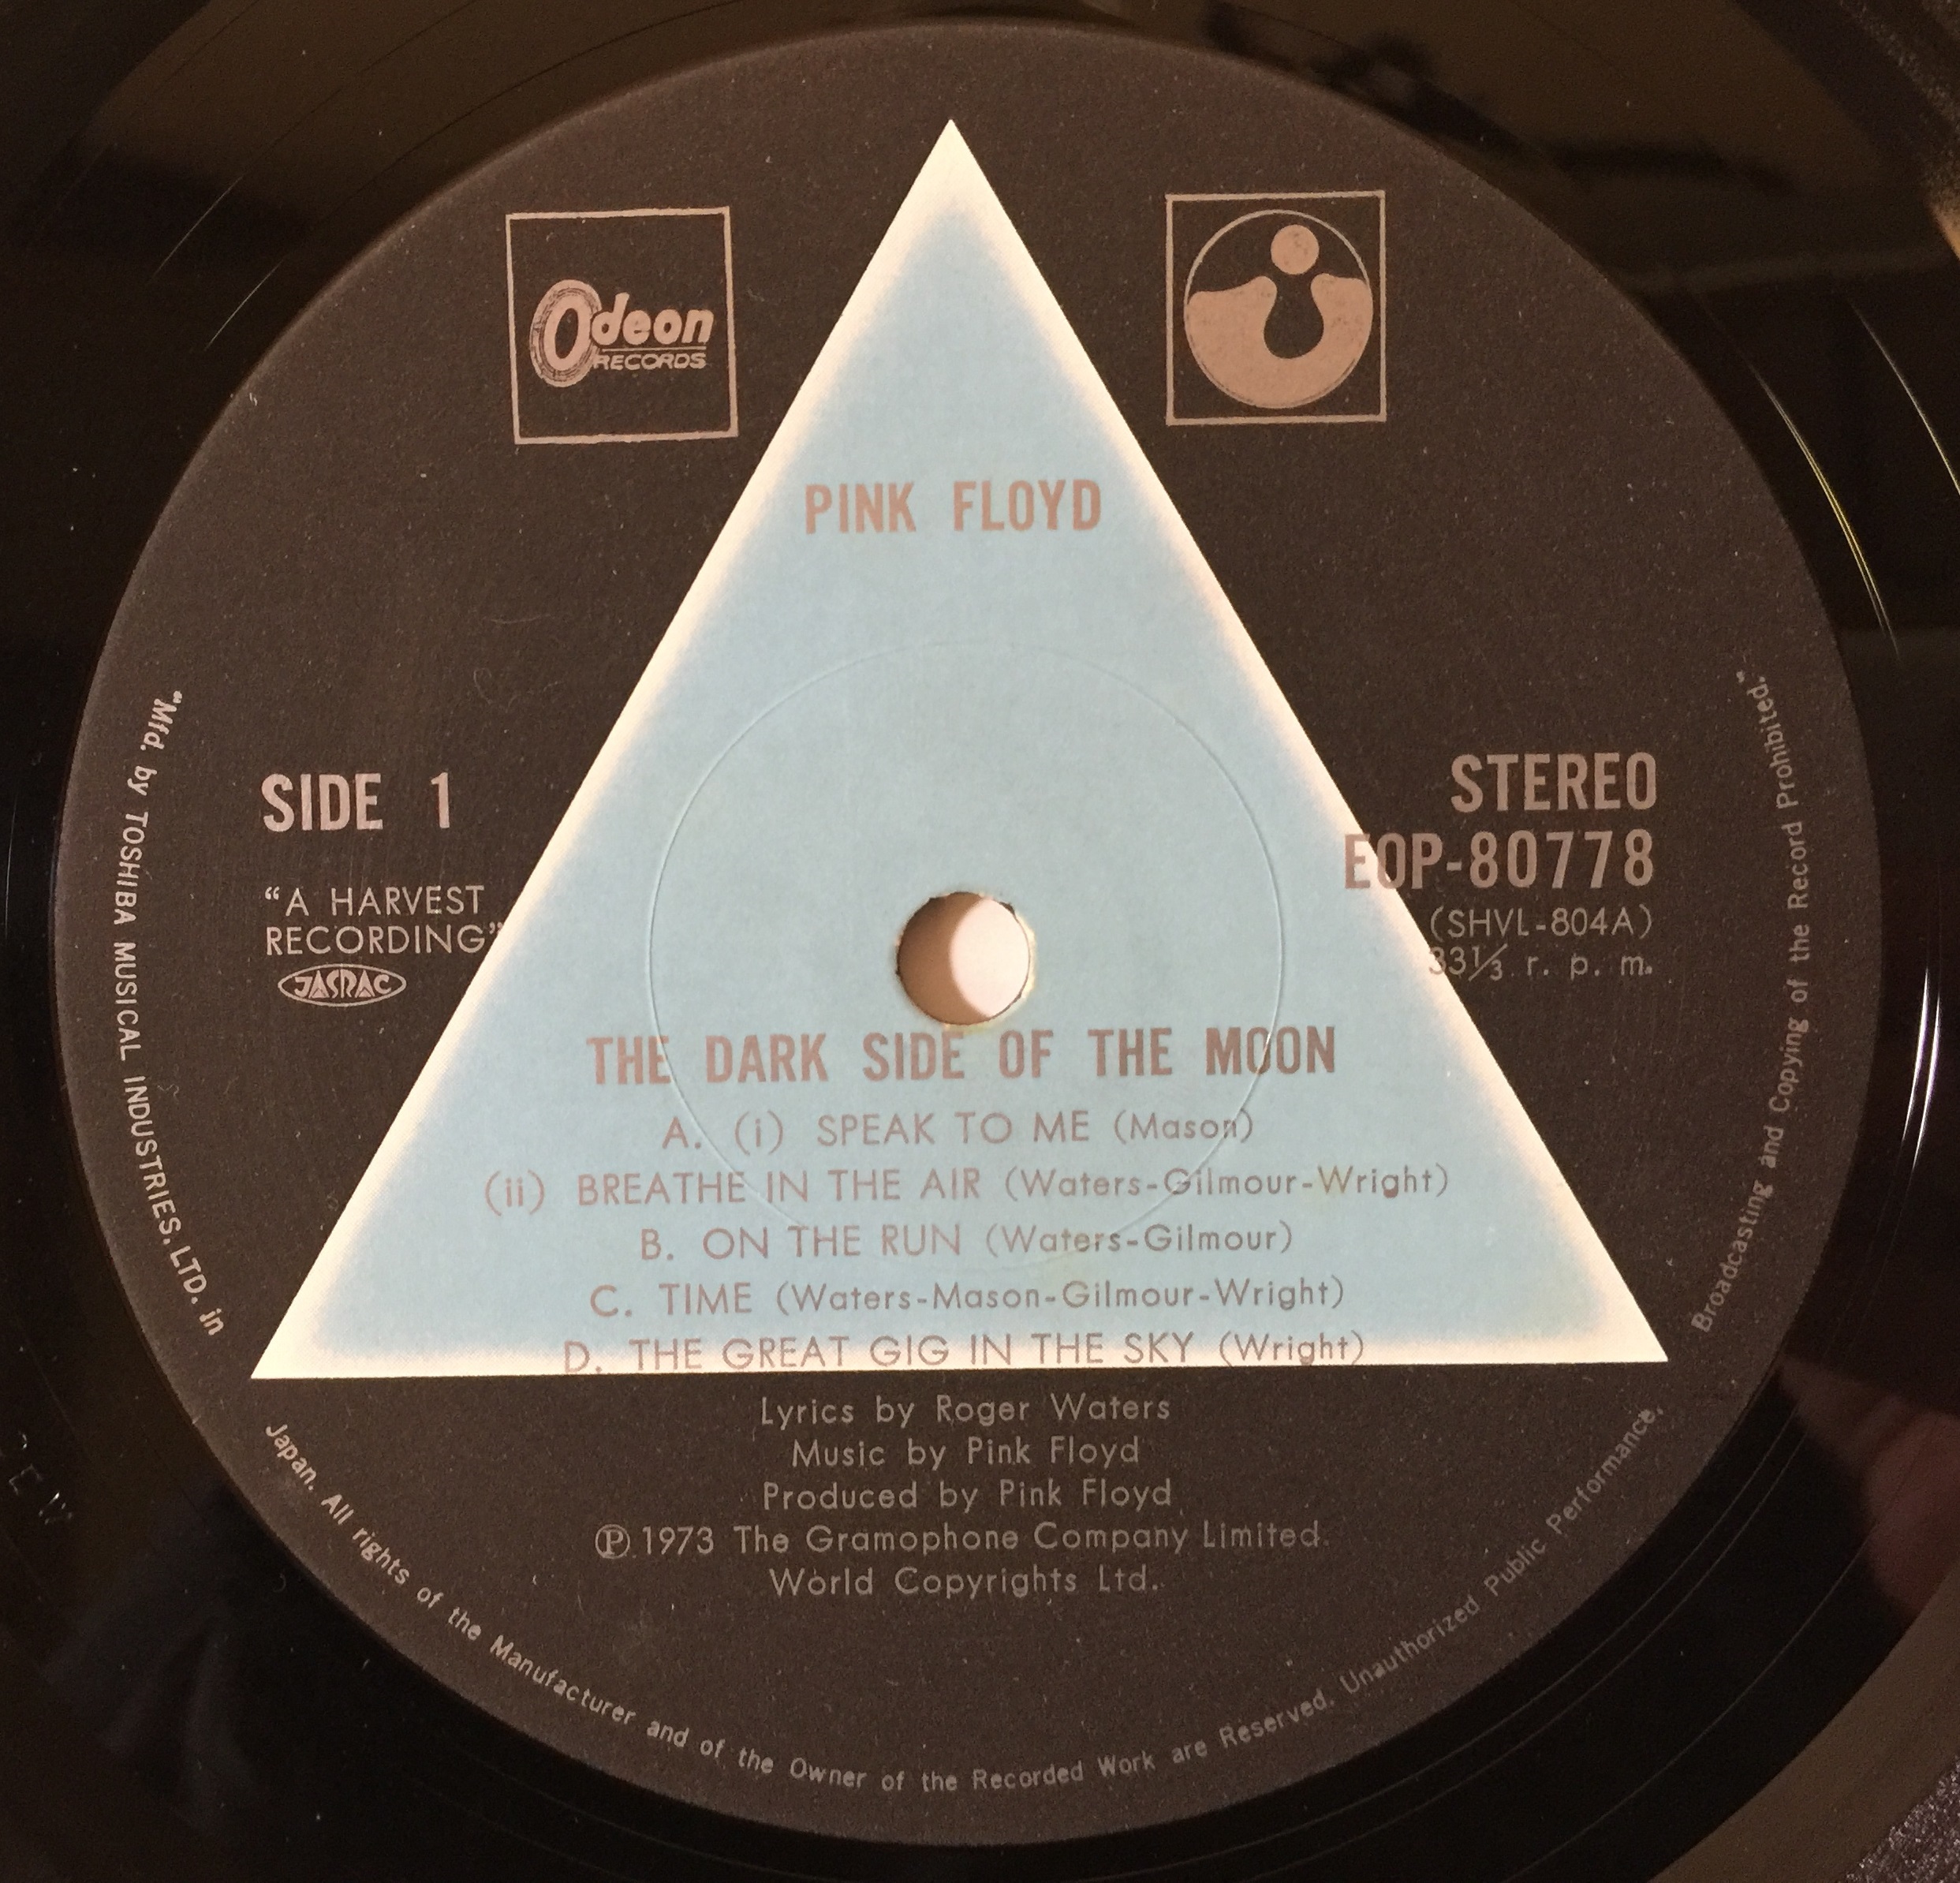 Odeon
RECORDS
PINK FLOYD
SIDE 1
"A HARVEST
RECORDING"
JASRAC
STEREO
EOP-80778
(SHVL-804A)
33⅓ r. p. m.
THE DARK SIDE OF THE MOON
A. (i) SPEAK TO ME (Mason)
(ii) BREATHE IN THE AIR (Waters-Gilmour-Wright)
B. ON THE RUN (Waters-Gilmour)
C. TIME (Waters-Mason-Gilmour-Wright)
D. THE GREAT GIG IN THE SKY (Wright)
Lyrics by Roger Waters
Music by Pink Floyd
Produced by Pink Floyd
Ⓟ 1973 The Gramophone Company Limited.
World Copyrights Ltd.
"Mfd. by TOSHIBA MUSICAL INDUSTRIES, LTD. in Japan. All rights of the Manufacturer and of the Owner of the Recorded Work are Reserved. Unauthorized Public Performance, Broadcasting and Copying of the Record Prohibited."